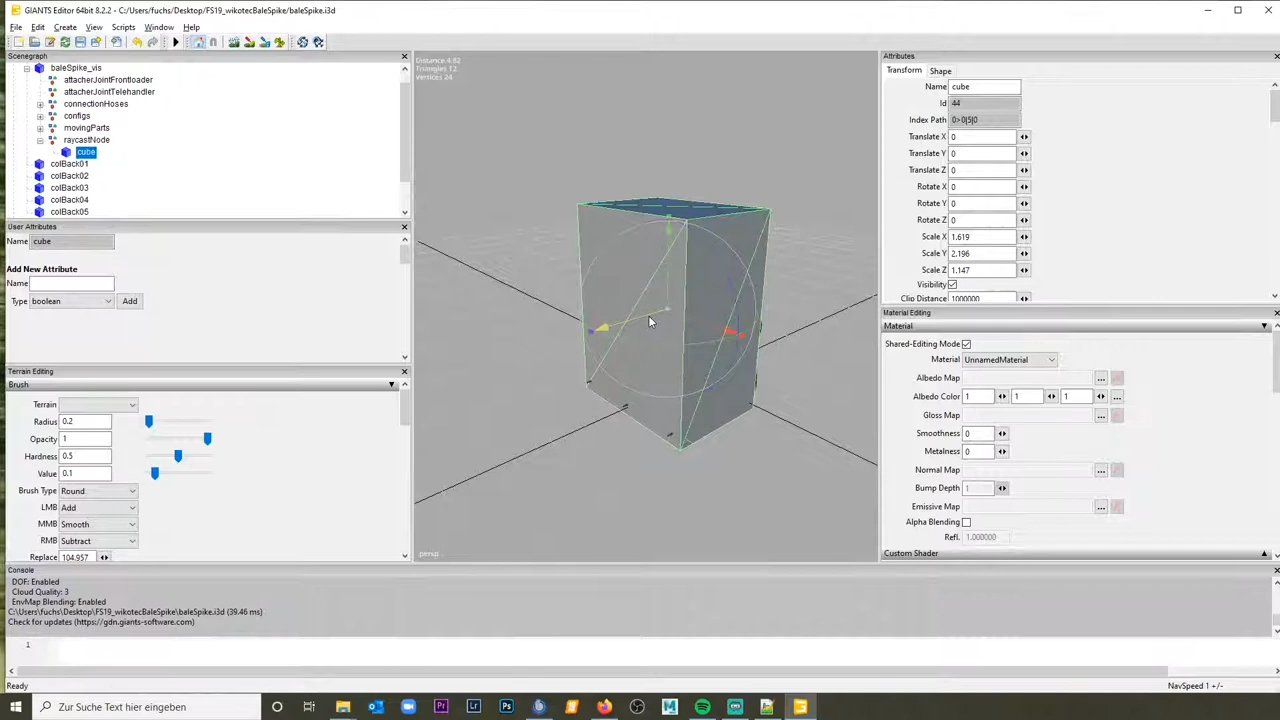 GIANTS Editor 64bit 8.2.2 - C:/Users/fuchs/Desktop/FS19_wikotecBaleSpike/baleSpike.i3d
File Edit Create View Scripts Window Help
Scenegraph
baleSpike_vis
attacherJointFrontloader
attacherJointTelehandler
connectionHoses
configs
movingParts
raycastNode
cube
colBack01
colBack02
colBack03
colBack04
colBack05
User Attributes
Name cube
Add New Attribute
Name
Type boolean Add
Terrain Editing
Brush
Terrain
Radius 0.2
Opacity 1
Hardness 0.5
Value 0.1
Brush Type Round
LMB Add
MMB Smooth
RMB Subtract
Replace 104.957
Distance 4.82
Triangles 12
Vertices 24
persp
Attributes
Transform Shape
Name cube
Id 44
Index Path 0>0|5|0
Translate X 0
Translate Y 0
Translate Z 0
Rotate X 0
Rotate Y 0
Rotate Z 0
Scale X 1.619
Scale Y 2.196
Scale Z 1.147
Visibility
Clip Distance 1000000
Material Editing
Material
Shared-Editing Mode
Material UnnamedMaterial
Albedo Map ...
Albedo Color 1 1 1 ...
Gloss Map ...
Smoothness 0
Metalness 0
Normal Map ...
Bump Depth 1
Emissive Map ...
Alpha Blending
Refl. 1.000000
Custom Shader
Console
DOF: Enabled
Cloud Quality: 3
EnvMap Blending: Enabled
C:\Users\fuchs\Desktop\FS19_wikotecBaleSpike\baleSpike.i3d (39.46 ms)
Check for updates (https://gdn.giants-software.com)
1
Ready NavSpeed 1 +/-
Zur Suche Text hier eingeben